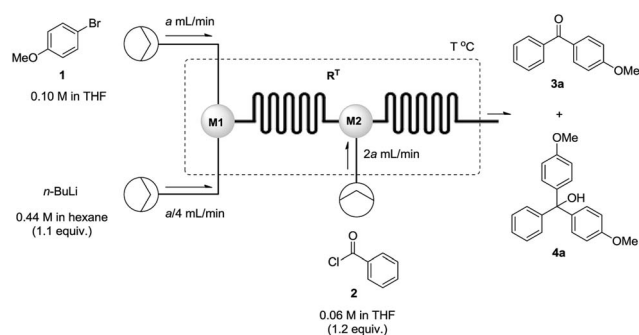 Br
MeO
1
0.10 M in THF
a mL/min
T °C
R^T
M1
M2
2a mL/min
n-BuLi
0.44 M in hexane
(1.1 equiv.)
a/4 mL/min
O
Cl
2
0.06 M in THF
(1.2 equiv.)
O
OMe
3a
+
OMe
OH
OMe
4a